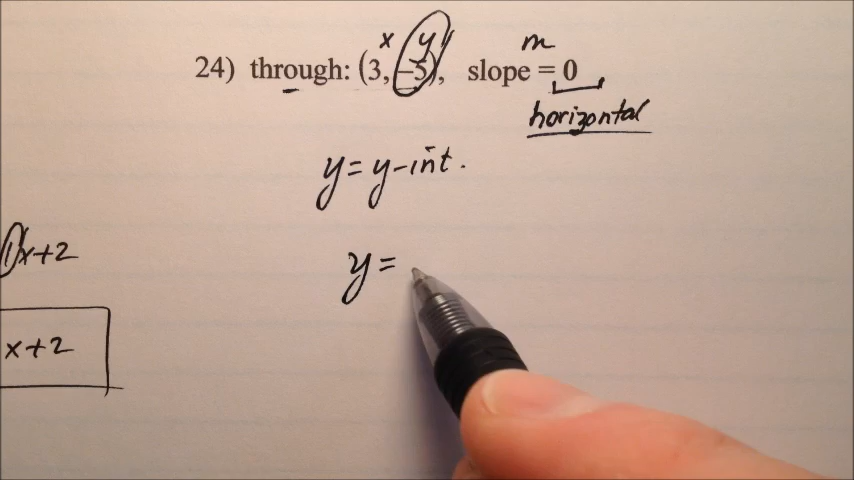 x y m
24) through: (3, −5), slope = 0
horizontal
y = y-int.
1x+2
y =
x+2